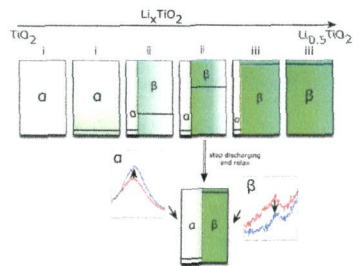 LiₓTiO₂
TiO₂
Li₀.₅TiO₂
i i ii ii iii iii
α α α β α β α β β
stop discharging
and relax
α
β
α β